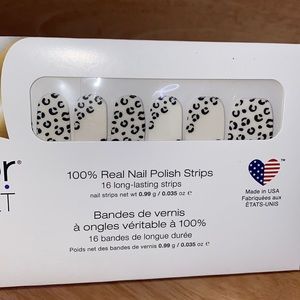 100% Real Nail Polish Strips
16 long-lasting strips
nail strips net wt 0.99 g / 0.035 oz ℮
Made in USA
Fabriquées aux
ÉTATS-UNIS
Bandes de vernis
à ongles véritable à 100%
16 bandes de longue durée
Poids net des bandes de vernis 0.99 g / 0.035 oz ℮